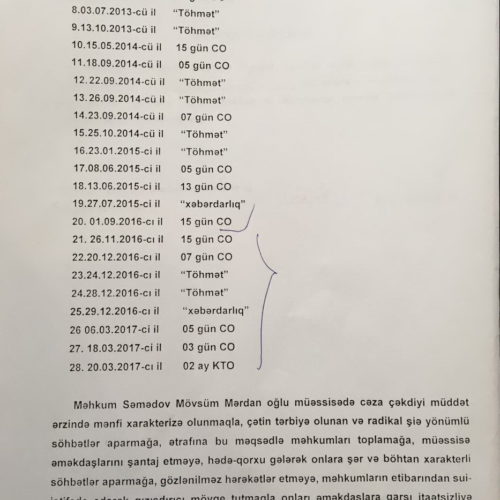 8.03.07.2013-cü il “Töhmət”
9.13.10.2013-cü il “Töhmət”
10.15.05.2014-cü il 15 gün CO
11.18.09.2014-cü il 05 gün CO
12.22.09.2014-cü il “Töhmət”
13.26.09.2014-cü il “Töhmət”
14.23.09.2014-cü il 07 gün CO
15.25.10.2014-cü il “Töhmət”
16.23.01.2015-ci il “Töhmət”
17.08.06.2015-ci il 05 gün CO
18.13.06.2015-ci il 13 gün CO
19.27.07.2015-ci il “xəbərdarlıq”
20. 01.09.2016-cı il 15 gün CO
21. 26.11.2016-cı il 15 gün CO
22.20.12.2016-cı il 07 gün CO
23.24.12.2016-cı il “Töhmət”
24.28.12.2016-cı il “Töhmət”
25.29.12.2016-cı il “xəbərdarlıq”
26 06.03.2017-ci il 05 gün CO
27. 18.03.2017-ci il 03 gün CO
28. 20.03.2017-ci il 02 ay KTO
Məhkum Səmədov Mövsüm Mərdan oğlu müəssisədə cəza çəkdiyi müddət
ərzində mənfi xarakterizə olunmaqla, çətin tərbiyə olunan və radikal şiə yönümlü
söhbətlər aparmağa, ətrafına bu məqsədlə məhkumları toplamağa, müəssisə
əməkdaşlarını şantaj etməyə, hədə-qorxu gələrək onlara şər və böhtan xarakterli
söhbətlər aparmağa, gözlənilməz hərəkətlər etməyə, məhkumların etibarından sui-
istifadə edərək qızışdırıcı mövqe tutmaqla onları əməkdaşlara qarşı itaətsizliyə